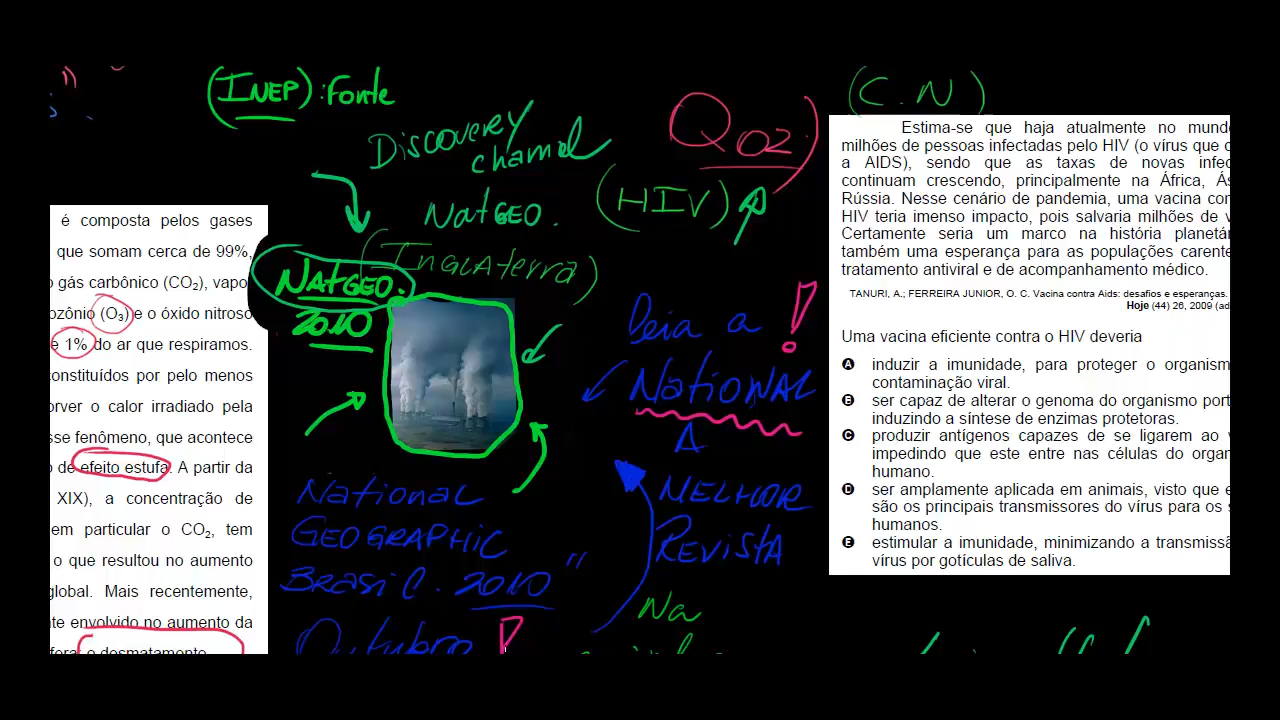 (INEP): Fonte
Discovery
channel
NatGEO.
(INGLATERRA)
NATGEO.
2010
é composta pelos gases
que somam cerca de 99%,
gás carbônico (CO₂), vapo
ozônio (O₃) e o óxido nitroso
é 1% do ar que respiramos.
constituídos por pelo menos
orver o calor irradiado pela
sse fenômeno, que acontece
de efeito estufa. A partir da
XIX), a concentração de
em particular o CO₂, tem
o que resultou no aumento
global. Mais recentemente,
te envolvido no aumento da
o desmatamento
National
GEOGRAPHIC
BRASIL. 2010"
Outubro !
Q02)
(HIV)
!
Leia a
NATIONAL
A
MELHOR
REVISTA
Na
(C.N)
Estima-se que haja atualmente no mund
milhões de pessoas infectadas pelo HIV (o vírus que
a AIDS), sendo que as taxas de novas infec
continuam crescendo, principalmente na África, Ás
Rússia. Nesse cenário de pandemia, uma vacina con
HIV teria imenso impacto, pois salvaria milhões de v
Certamente seria um marco na história planetár
também uma esperança para as populações carente
tratamento antiviral e de acompanhamento médico.
TANURI, A.; FERREIRA JUNIOR, O. C. Vacina contra Aids: desafios e esperanças.
Hoje (44) 26, 2009 (ad
Uma vacina eficiente contra o HIV deveria
A induzir a imunidade, para proteger o organism
contaminação viral.
B ser capaz de alterar o genoma do organismo port
induzindo a síntese de enzimas protetoras.
C produzir antígenos capazes de se ligarem ao
impedindo que este entre nas células do organ
humano.
D ser amplamente aplicada em animais, visto que e
são os principais transmissores do vírus para os s
humanos.
E estimular a imunidade, minimizando a transmissã
vírus por gotículas de saliva.